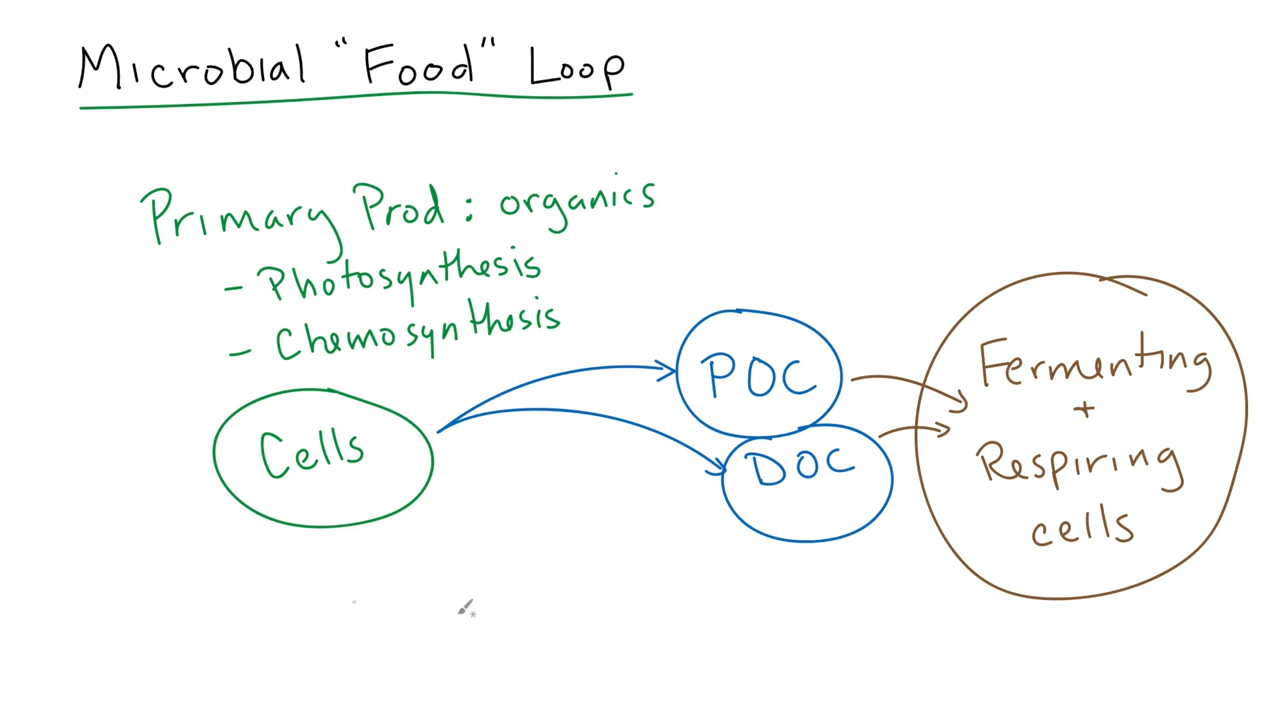 Microbial "Food" Loop
Primary Prod: organics
- Photosynthesis
- Chemosynthesis
Cells
POC
DOC
Fermenting
+
Respiring
cells